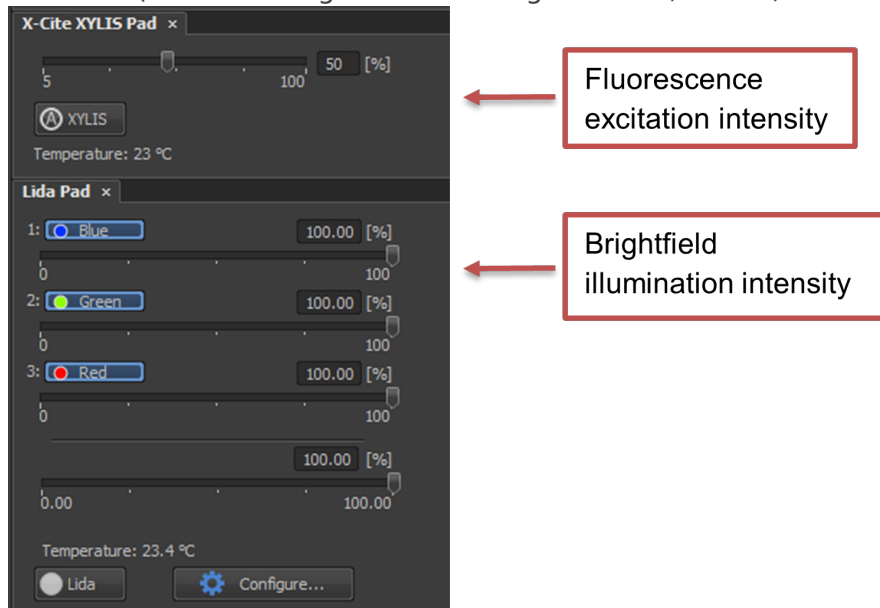 X-Cite XYLIS Pad ×
50 [%]
5 100
A XYLIS
Temperature: 23 ºC
Fluorescence
excitation intensity
Lida Pad ×
1: Blue 100.00 [%]
0 100
2: Green 100.00 [%]
0 100
3: Red 100.00 [%]
0 100
100.00 [%]
0.00 100.00
Temperature: 23.4 ºC
Lida Configure...
Brightfield
illumination intensity